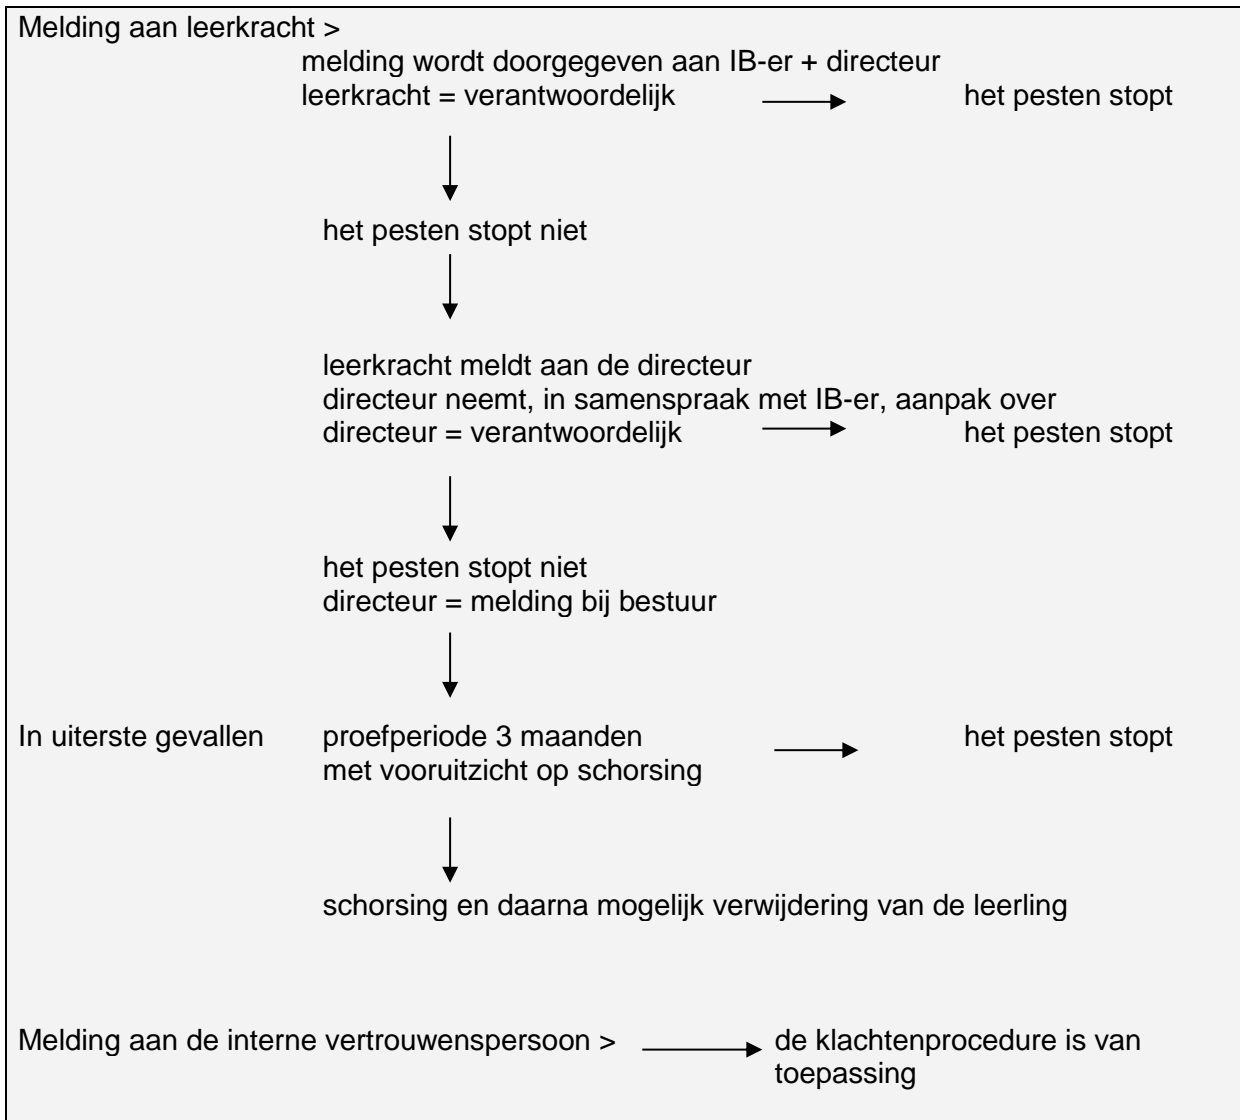 Melding aan leerkracht >
melding wordt doorgegeven aan IB-er + directeur
leerkracht = verantwoordelijk het pesten stopt
het pesten stopt niet
leerkracht meldt aan de directeur
directeur neemt, in samenspraak met IB-er, aanpak over
directeur = verantwoordelijk het pesten stopt
het pesten stopt niet
directeur = melding bij bestuur
In uiterste gevallen proefperiode 3 maanden het pesten stopt
met vooruitzicht op schorsing
schorsing en daarna mogelijk verwijdering van de leerling
Melding aan de interne vertrouwenspersoon > de klachtenprocedure is van
toepassing